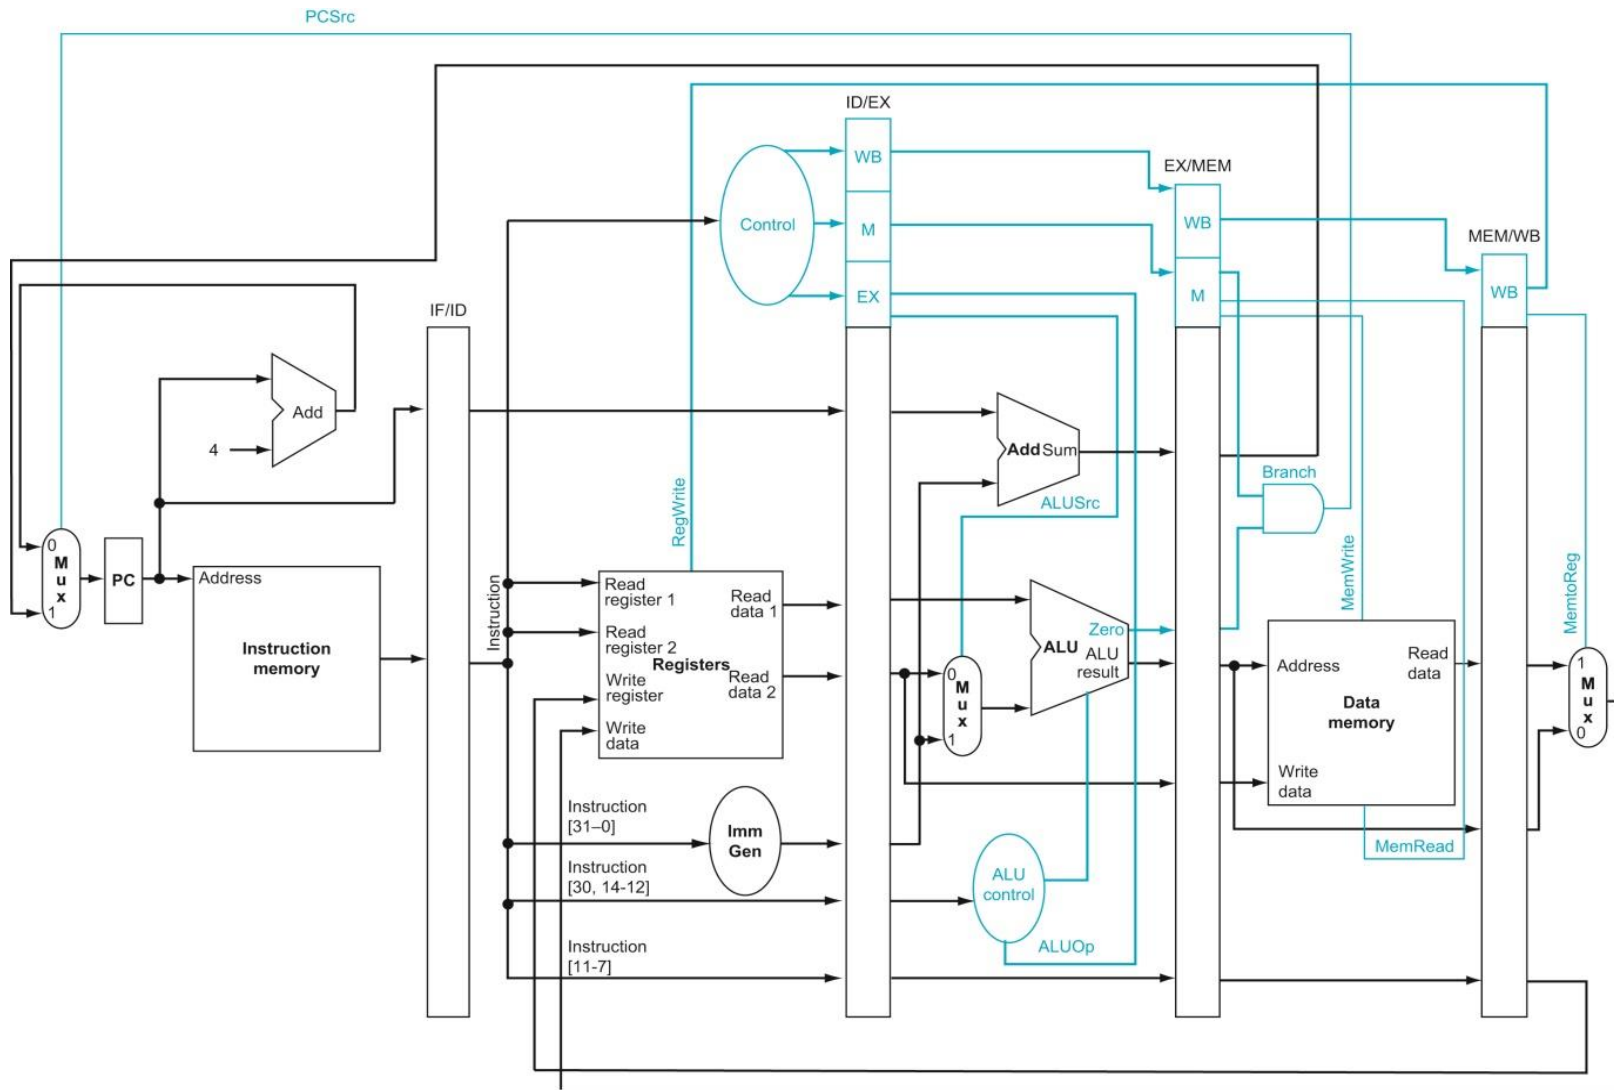 PCSrc
ID/EX
WB
EX/MEM
Control
M
WB
MEM/WB
EX
M
WB
IF/ID
Add
4
Add Sum
Branch
ALUSrc
RegWrite
MemWrite
MemtoReg
0
M
u
x
1
PC
Address
Instruction
memory
Instruction
Read
register 1
Read
data 1
Read
register 2
Registers
Write
register
Read
data 2
Write
data
0
M
u
x
1
Zero
ALU
ALU
result
Address
Read
data
Data
memory
Write
data
1
M
u
x
0
Instruction
[31–0]
Imm
Gen
MemRead
Instruction
[30, 14-12]
ALU
control
ALUOp
Instruction
[11-7]